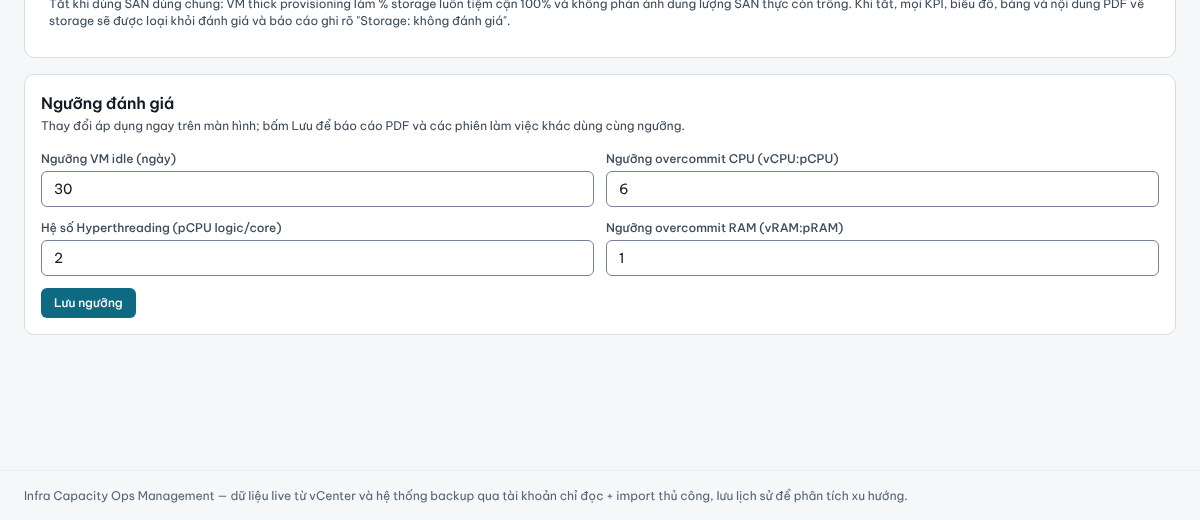 Tắt khi dùng SAN dùng chung: VM thick provisioning làm % storage luôn tiệm cận 100% và không phản ánh dung lượng SAN thực còn trống. Khi tắt, mọi KPI, biểu đồ, bảng và nội dung PDF về
storage sẽ được loại khỏi đánh giá và báo cáo ghi rõ "Storage: không đánh giá".
Ngưỡng đánh giá
Thay đổi áp dụng ngay trên màn hình; bấm Lưu để báo cáo PDF và các phiên làm việc khác dùng cùng ngưỡng.
Ngưỡng VM idle (ngày)
30
Ngưỡng overcommit CPU (vCPU:pCPU)
6
Hệ số Hyperthreading (pCPU logic/core)
2
Ngưỡng overcommit RAM (vRAM:pRAM)
1
Lưu ngưỡng
Infra Capacity Ops Management — dữ liệu live từ vCenter và hệ thống backup qua tài khoản chỉ đọc + import thủ công, lưu lịch sử để phân tích xu hướng.